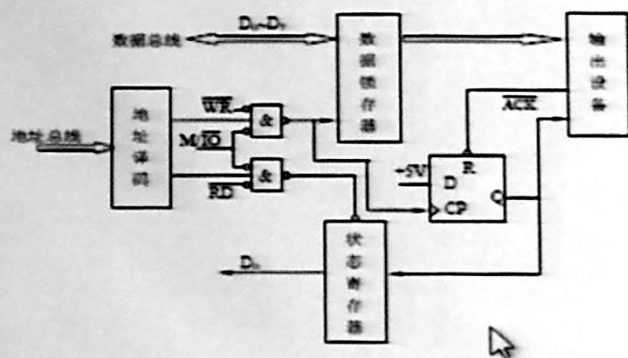 数据总线
D₀~D₇
数据锁存器
输出设备
地址总线
地址译码
WR
M/IO
RD
&
&
ACK
+5V
D
R
Q
CP
状态寄存器
D₀